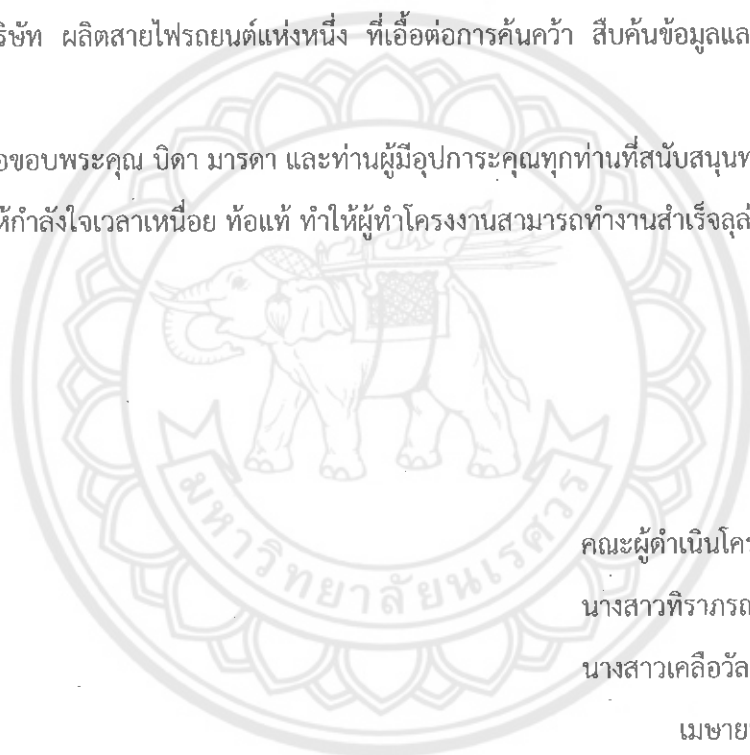 ริษัท ผลิตสายไฟรถยนต์แห่งหนึ่ง ที่เอื้อต่อการค้นคว้า สืบค้นข้อมูลและ
อขอบพระคุณ บิดา มารดา และท่านผู้มีอุปการะคุณทุกท่านที่สนับสนุนท
ห้กำลังใจเวลาเหนื่อย ท้อแท้ ทำให้ผู้ทำโครงงานสามารถทำงานสำเร็จลุล่
มหาวิทยาลัยนเรศวร
คณะผู้ดำเนินโคร
นางสาวทิราภรณ
นางสาวเคลือวัล
เมษายน